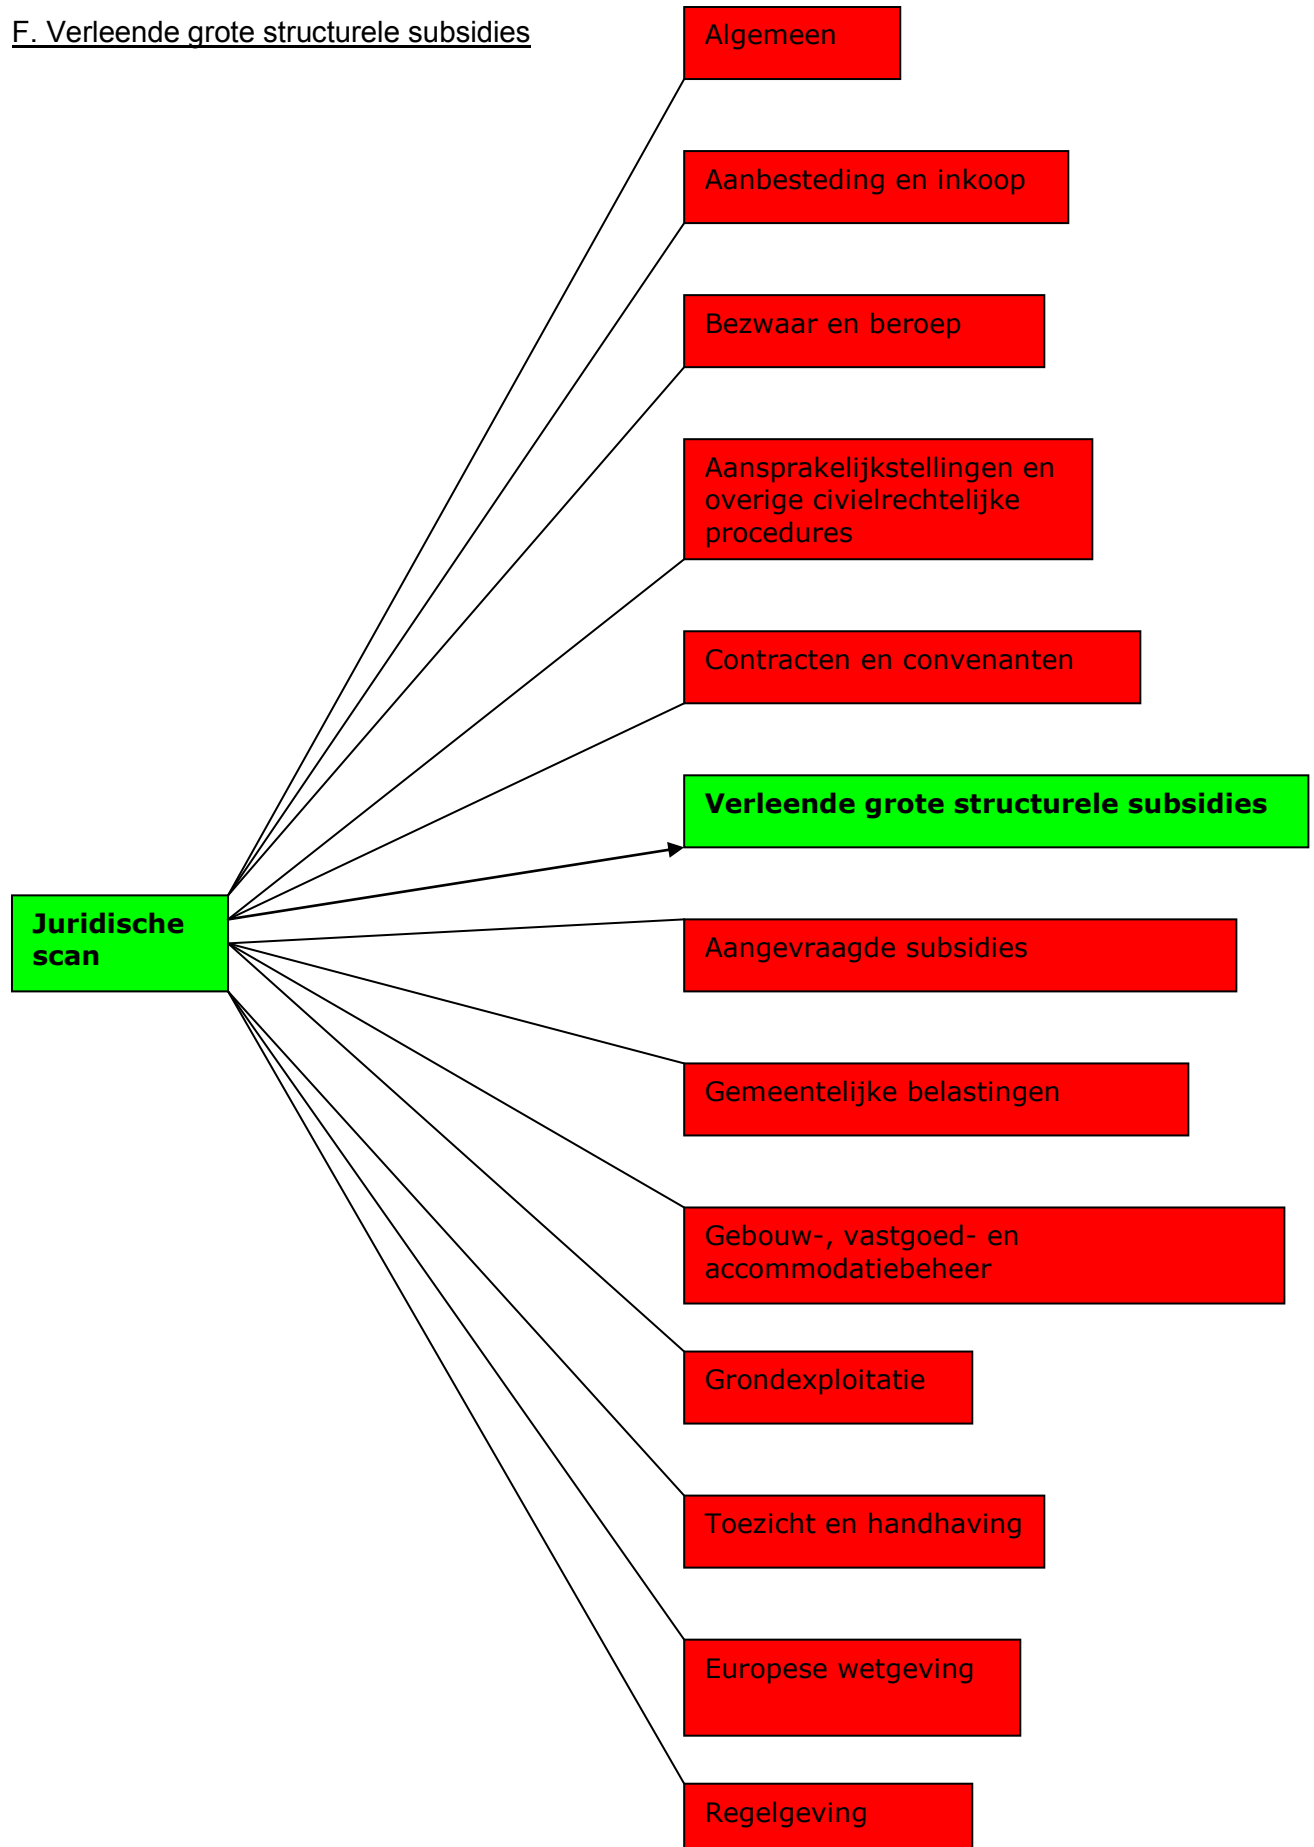 F. Verleende grote structurele subsidies
Algemeen
Aanbesteding en inkoop
Bezwaar en beroep
Aansprakelijkstellingen en
overige civielrechtelijke
procedures
Contracten en convenanten
Verleende grote structurele subsidies
Juridische
scan
Aangevraagde subsidies
Gemeentelijke belastingen
Gebouw-, vastgoed- en
accommodatiebeheer
Grondexploitatie
Toezicht en handhaving
Europese wetgeving
Regelgeving